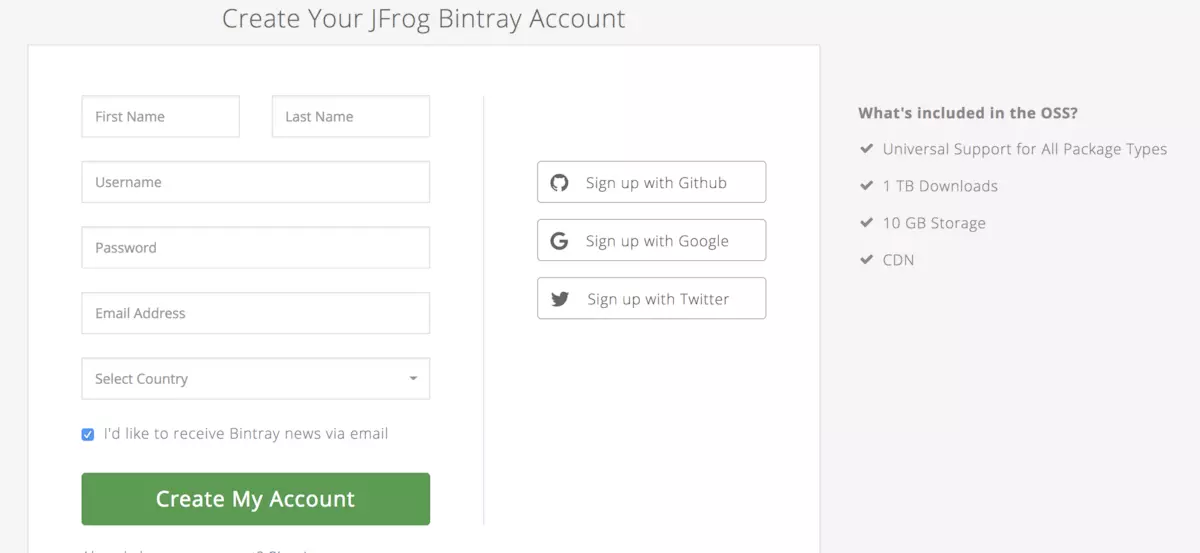 Create Your JFrog Bintray Account
First Name
Last Name
Username
Password
Email Address
Select Country
I'd like to receive Bintray news via email
Create My Account
Sign up with Github
Sign up with Google
Sign up with Twitter
What's included in the OSS?
Universal Support for All Package Types
1 TB Downloads
10 GB Storage
CDN